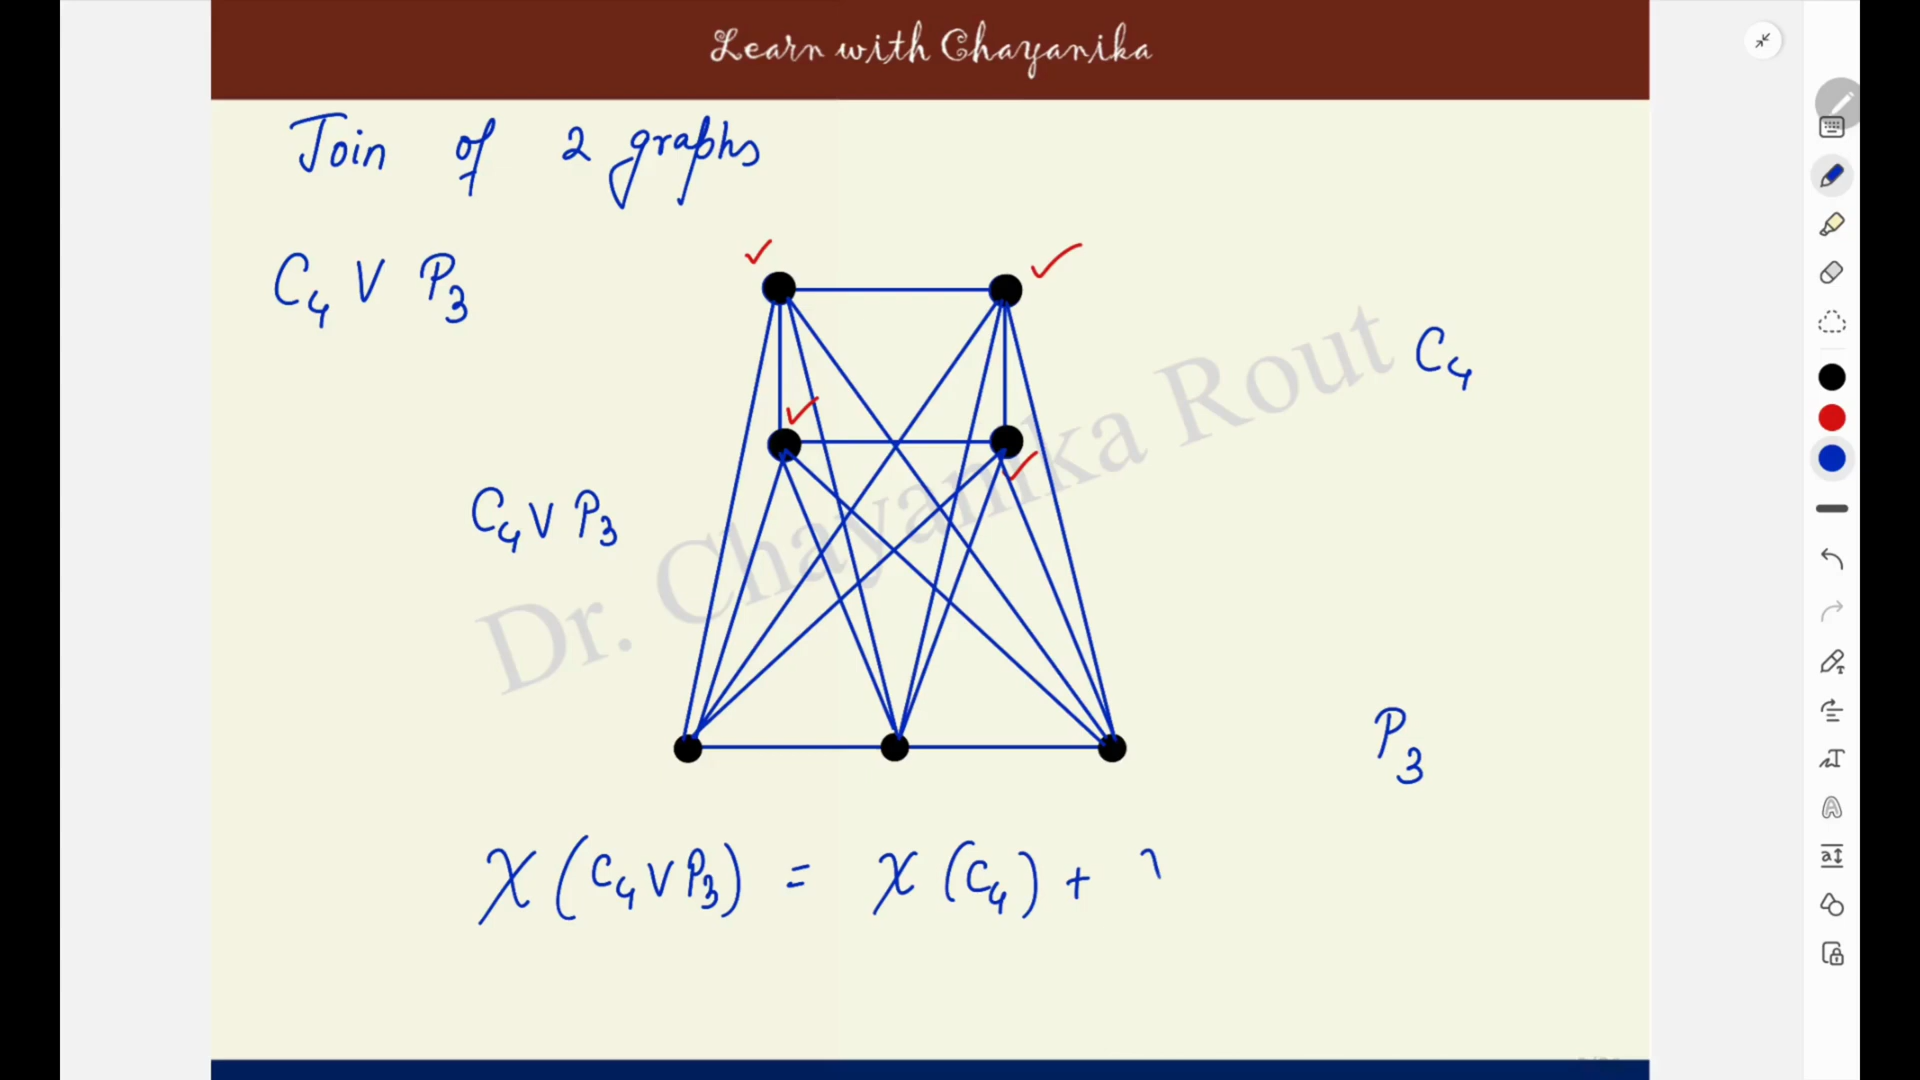 Learn with Chayanika
Join of 2 graphs
C₄ ∨ P₃
C₄
C₄ ∨ P₃
Dr. Chayanika Rout
P₃
χ (C₄ ∨ P₃) = χ (C₄) +